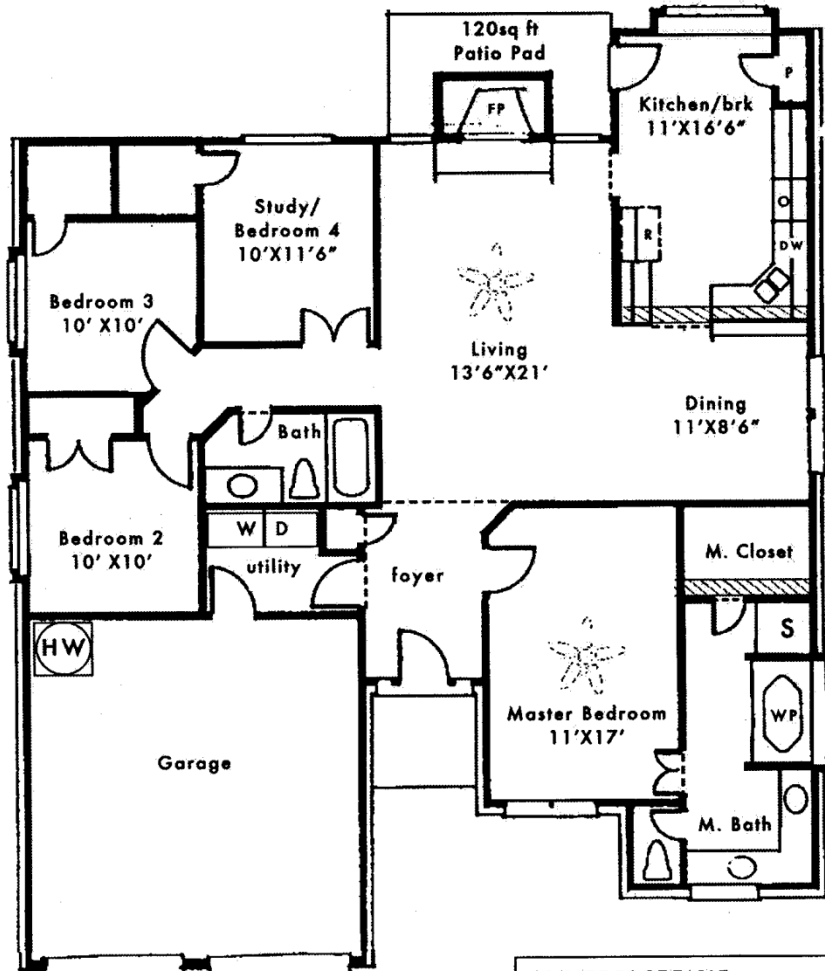 120sq ft
Patio Pad
FP
P
Kitchen/brk
11'X16'6"
O
DW
R
Study/
Bedroom 4
10'X11'6"
Bedroom 3
10' X10'
Living
13'6"X21'
Dining
11'X8'6"
Bath
W D
utility
Bedroom 2
10' X10'
foyer
M. Closet
S
HW
WP
Master Bedroom
11'X17'
Garage
M. Bath